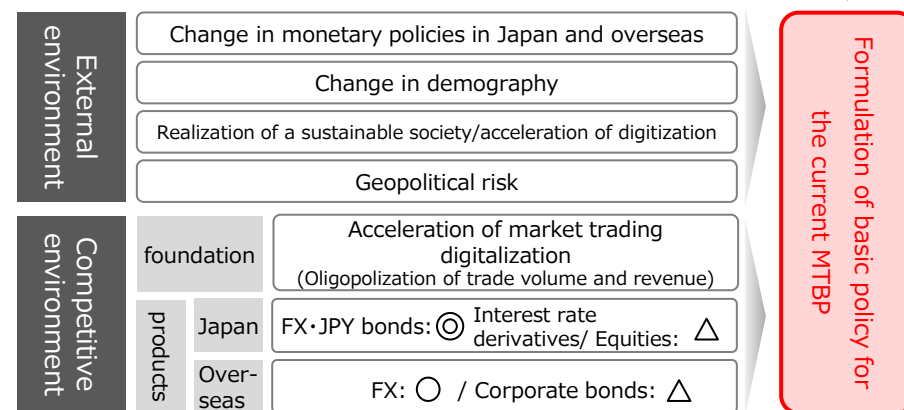 External
environment
Change in monetary policies in Japan and overseas
Change in demography
Realization of a sustainable society/acceleration of digitization
Geopolitical risk
Competitive
environment
foundation
Acceleration of market trading
digitalization
(Oligopolization of trade volume and revenue)
products
Japan
FX・JPY bonds: ◎ Interest rate
derivatives/ Equities: △
Over-
seas
FX: ○ / Corporate bonds: △
Formulation of basic policy for
the current MTBP